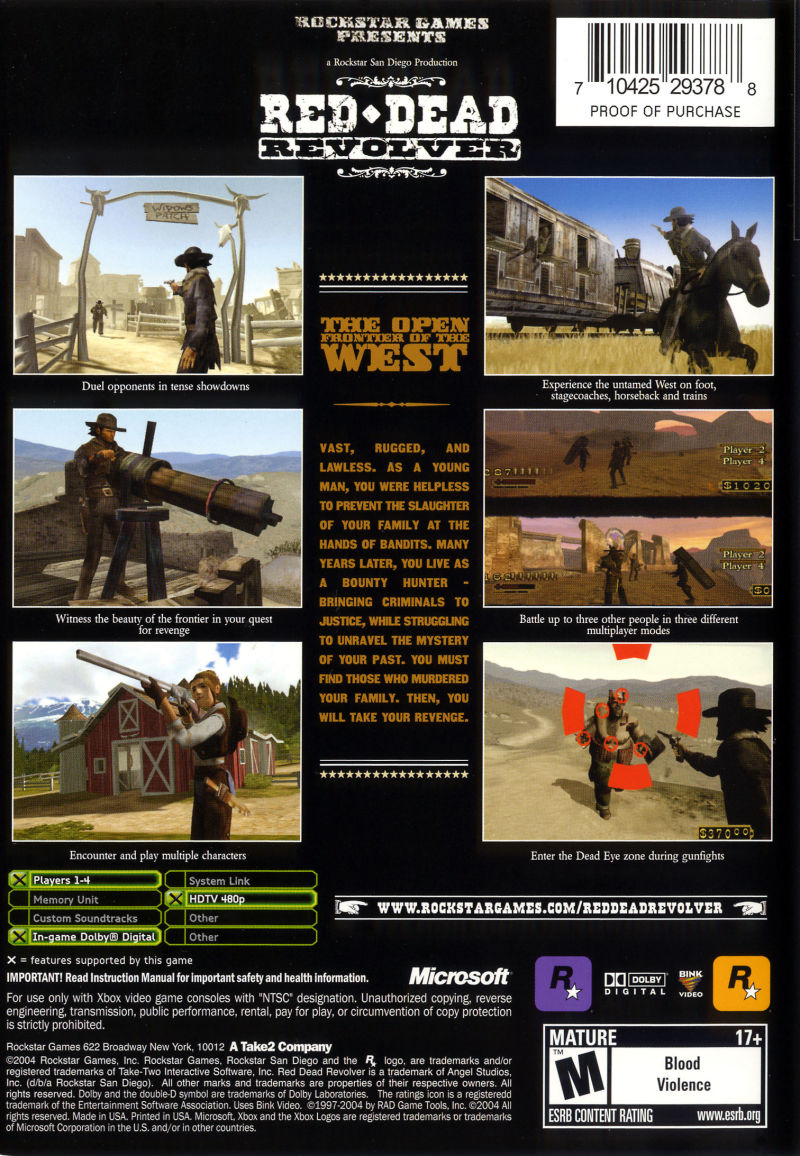 ROCKSTAR GAMES
PRESENTS
a Rockstar San Diego Production
RED DEAD
REVOLVER
7 10425 29378 8
PROOF OF PURCHASE
WIDOWS
PATCH
Duel opponents in tense showdowns
Experience the untamed West on foot,
stagecoaches, horseback and trains
THE OPEN
FRONTIER OF THE
WEST
VAST, RUGGED, AND
LAWLESS. AS A YOUNG
MAN, YOU WERE HELPLESS
TO PREVENT THE SLAUGHTER
OF YOUR FAMILY AT THE
HANDS OF BANDITS. MANY
YEARS LATER, YOU LIVE AS
A BOUNTY HUNTER -
BRINGING CRIMINALS TO
JUSTICE, WHILE STRUGGLING
TO UNRAVEL THE MYSTERY
OF YOUR PAST. YOU MUST
FIND THOSE WHO MURDERED
YOUR FAMILY. THEN, YOU
WILL TAKE YOUR REVENGE.
Witness the beauty of the frontier in your quest
for revenge
Player 2
Player 4
$1020
Player 2
Player 4
$0
Battle up to three other people in three different
multiplayer modes
Encounter and play multiple characters
$3700
Enter the Dead Eye zone during gunfights
Players 1-4
System Link
Memory Unit
HDTV 480p
Custom Soundtracks
Other
In-game Dolby® Digital
Other
X = features supported by this game
WWW.ROCKSTARGAMES.COM/REDDEADREVOLVER
IMPORTANT! Read Instruction Manual for important safety and health information.
Microsoft®
For use only with Xbox video game consoles with "NTSC" designation. Unauthorized copying, reverse
engineering, transmission, public performance, rental, pay for play, or circumvention of copy protection
is strictly prohibited.
R
DOLBY
DIGITAL
BINK
VIDEO
R
Rockstar Games 622 Broadway New York, 10012 A Take2 Company
©2004 Rockstar Games, Inc. Rockstar Games, Rockstar San Diego and the R logo, are trademarks and/or
registered trademarks of Take-Two Interactive Software, Inc. Red Dead Revolver is a trademark of Angel Studios,
Inc. (d/b/a Rockstar San Diego). All other marks and trademarks are properties of their respective owners. All
rights reserved. Dolby and the double-D symbol are trademarks of Dolby Laboratories. The ratings icon is a registeredd
trademark of the Entertainment Software Association. Uses Bink Video. ©1997-2004 by RAD Game Tools, Inc. ©2004 All
rights reserved. Made in USA. Printed in USA. Microsoft, Xbox and the Xbox Logos are registered trademarks or trademarks
of Microsoft Corporation in the U.S. and/or in other countries.
MATURE 17+
TM
M
Blood
Violence
ESRB CONTENT RATING www.esrb.org